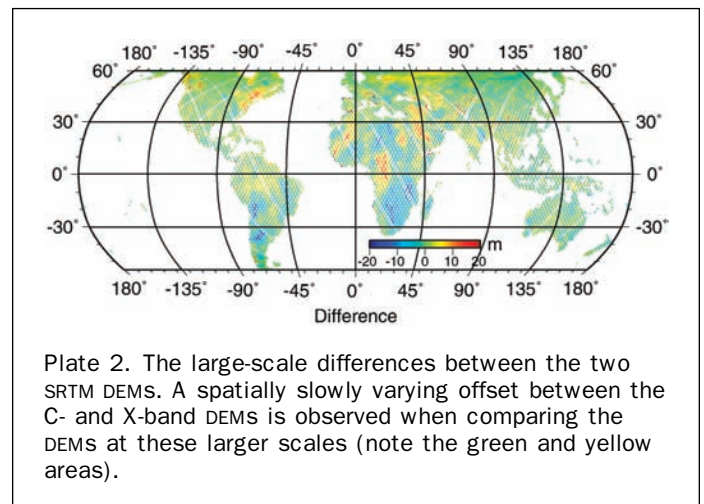 180° -135° -90° -45° 0° 45° 90° 135° 180°
60° 60°
30° 30°
0° 0°
-30° -30°
m
-20 -10 0 10 20
180° -135° -90° -45° 0° 45° 90° 135° 180°
Difference
Plate 2. The large-scale differences between the two
SRTM DEMs. A spatially slowly varying offset between the
C- and X-band DEMs is observed when comparing the
DEMs at these larger scales (note the green and yellow
areas).